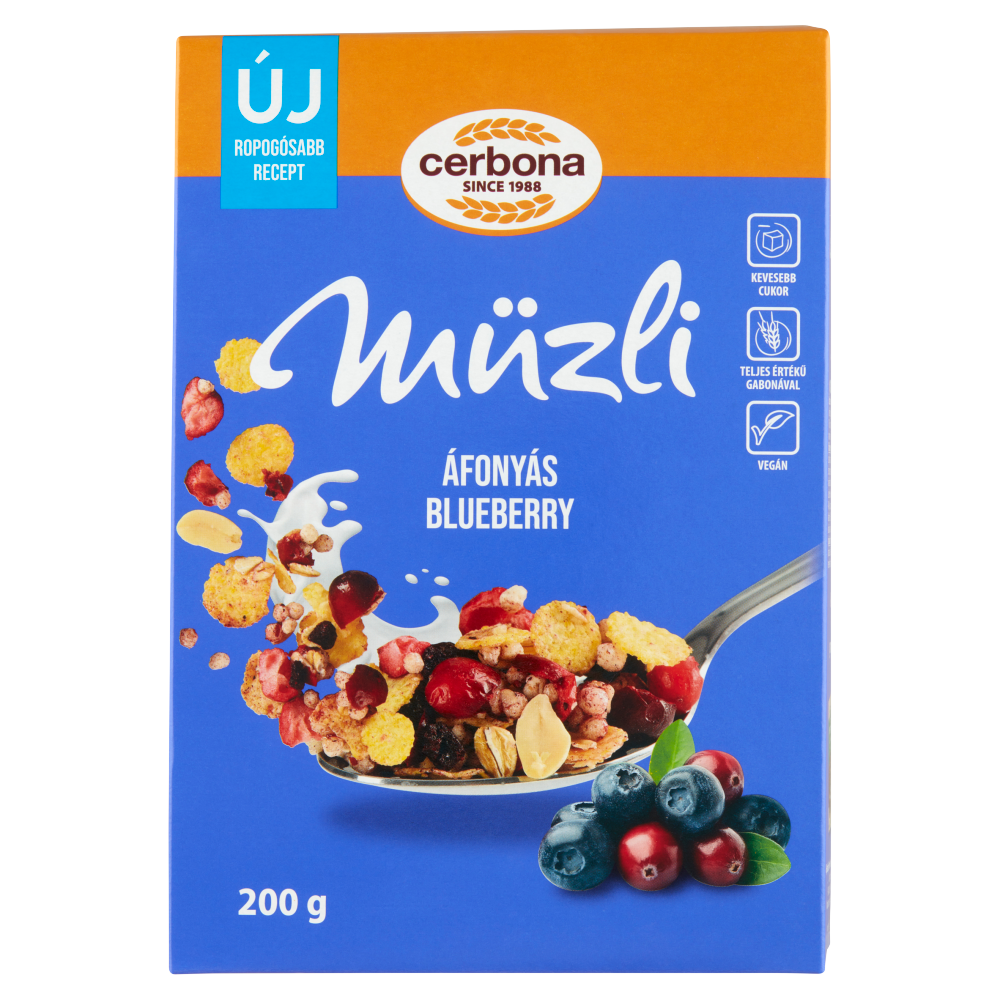 ÚJ
ROPOGÓSABB
RECEPT
cerbona
SINCE 1988
müzli
ÁFONYÁS
BLUEBERRY
KEVESEBB
CUKOR
TELJES ÉRTÉKŰ
GABONÁVAL
VEGÁN
200 g